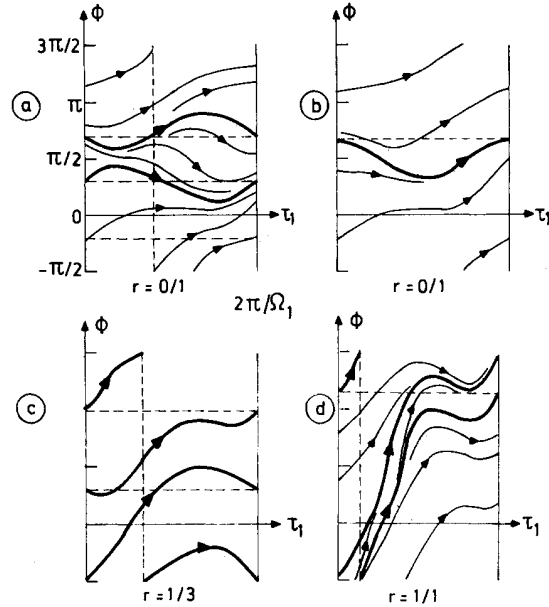 Φ
3π/2
π
π/2
0
-π/2
τ₁
a
r = 0/1
Φ
τ₁
b
r = 0/1
2π/Ω₁
Φ
τ₁
c
r = 1/3
Φ
τ₁
d
r = 1/1